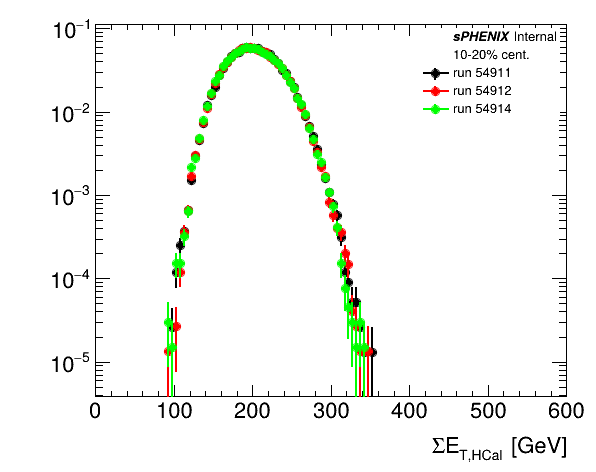 sPHENIX Internal
10-20% cent.
run 54911
run 54912
run 54914
10⁻¹
10⁻²
10⁻³
10⁻⁴
10⁻⁵
0 100 200 300 400 500 600
ΣE_T,HCal [GeV]